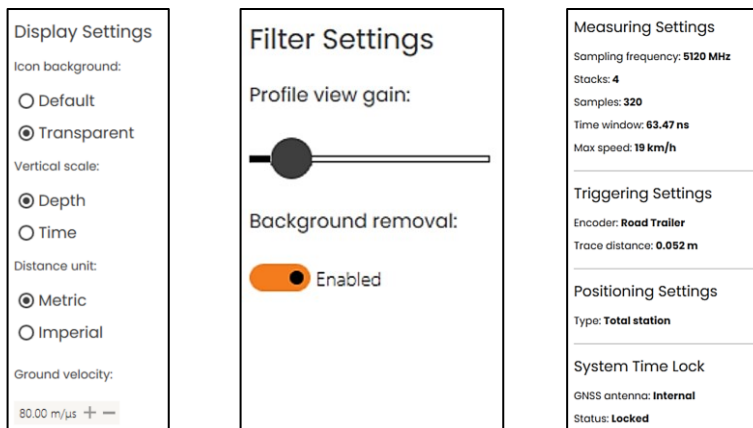 Display Settings
Icon background:
Default
Transparent
Vertical scale:
Depth
Time
Distance unit:
Metric
Imperial
Ground velocity:
80.00 m/µs + −
Filter Settings
Profile view gain:
Background removal:
Enabled
Measuring Settings
Sampling frequency: 5120 MHz
Stacks: 4
Samples: 320
Time window: 63.47 ns
Max speed: 19 km/h
Triggering Settings
Encoder: Road Trailer
Trace distance: 0.052 m
Positioning Settings
Type: Total station
System Time Lock
GNSS antenna: Internal
Status: Locked